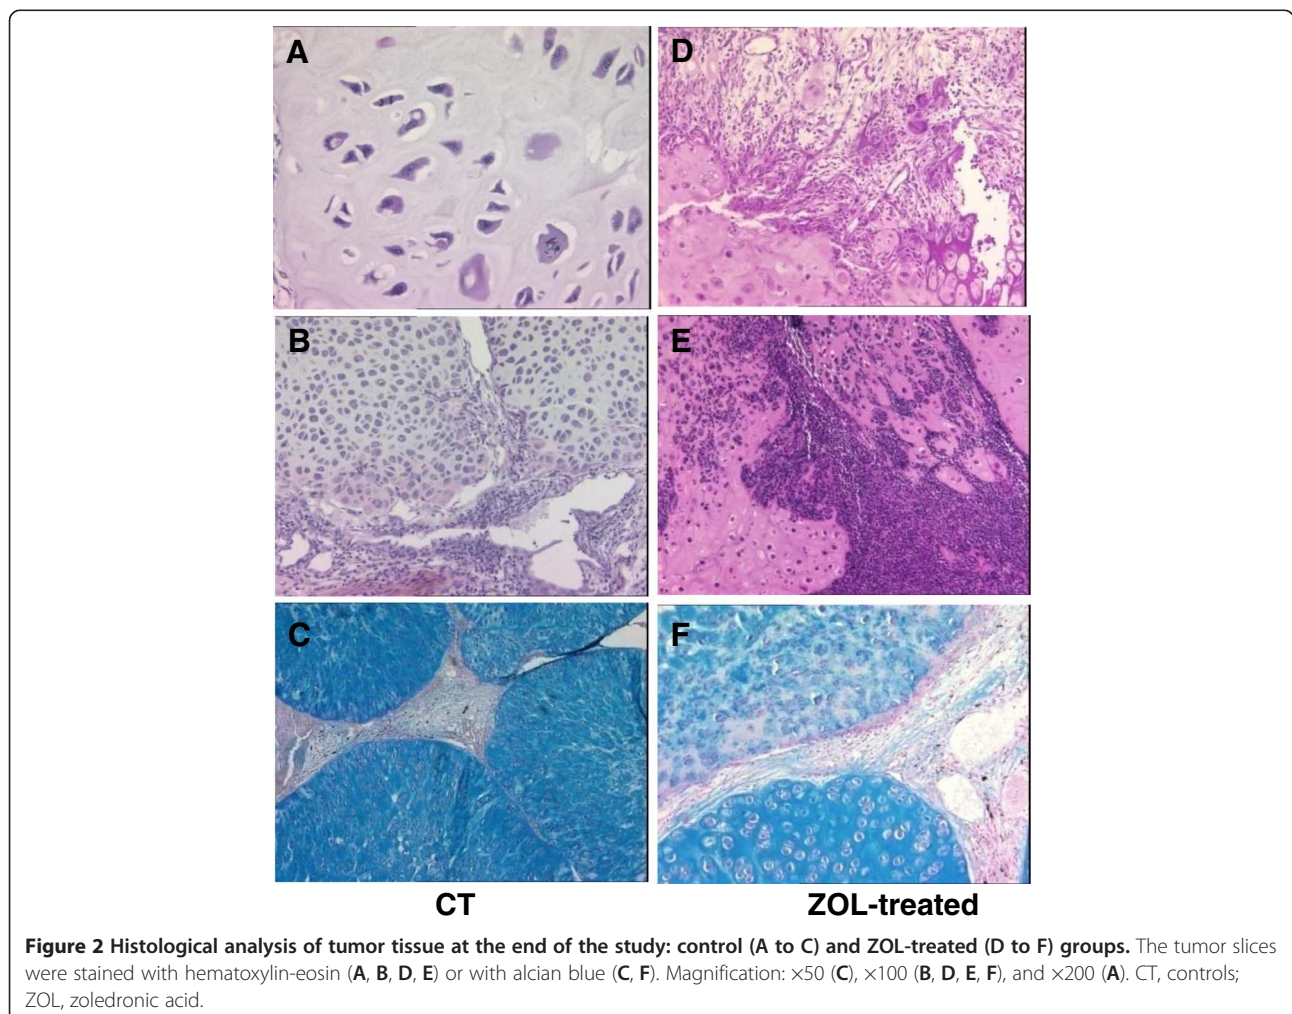 A
D
B
E
C
F
CT
ZOL-treated
Figure 2 Histological analysis of tumor tissue at the end of the study: control (A to C) and ZOL-treated (D to F) groups. The tumor slices
were stained with hematoxylin-eosin (A, B, D, E) or with alcian blue (C, F). Magnification: ×50 (C), ×100 (B, D, E, F), and ×200 (A). CT, controls;
ZOL, zoledronic acid.